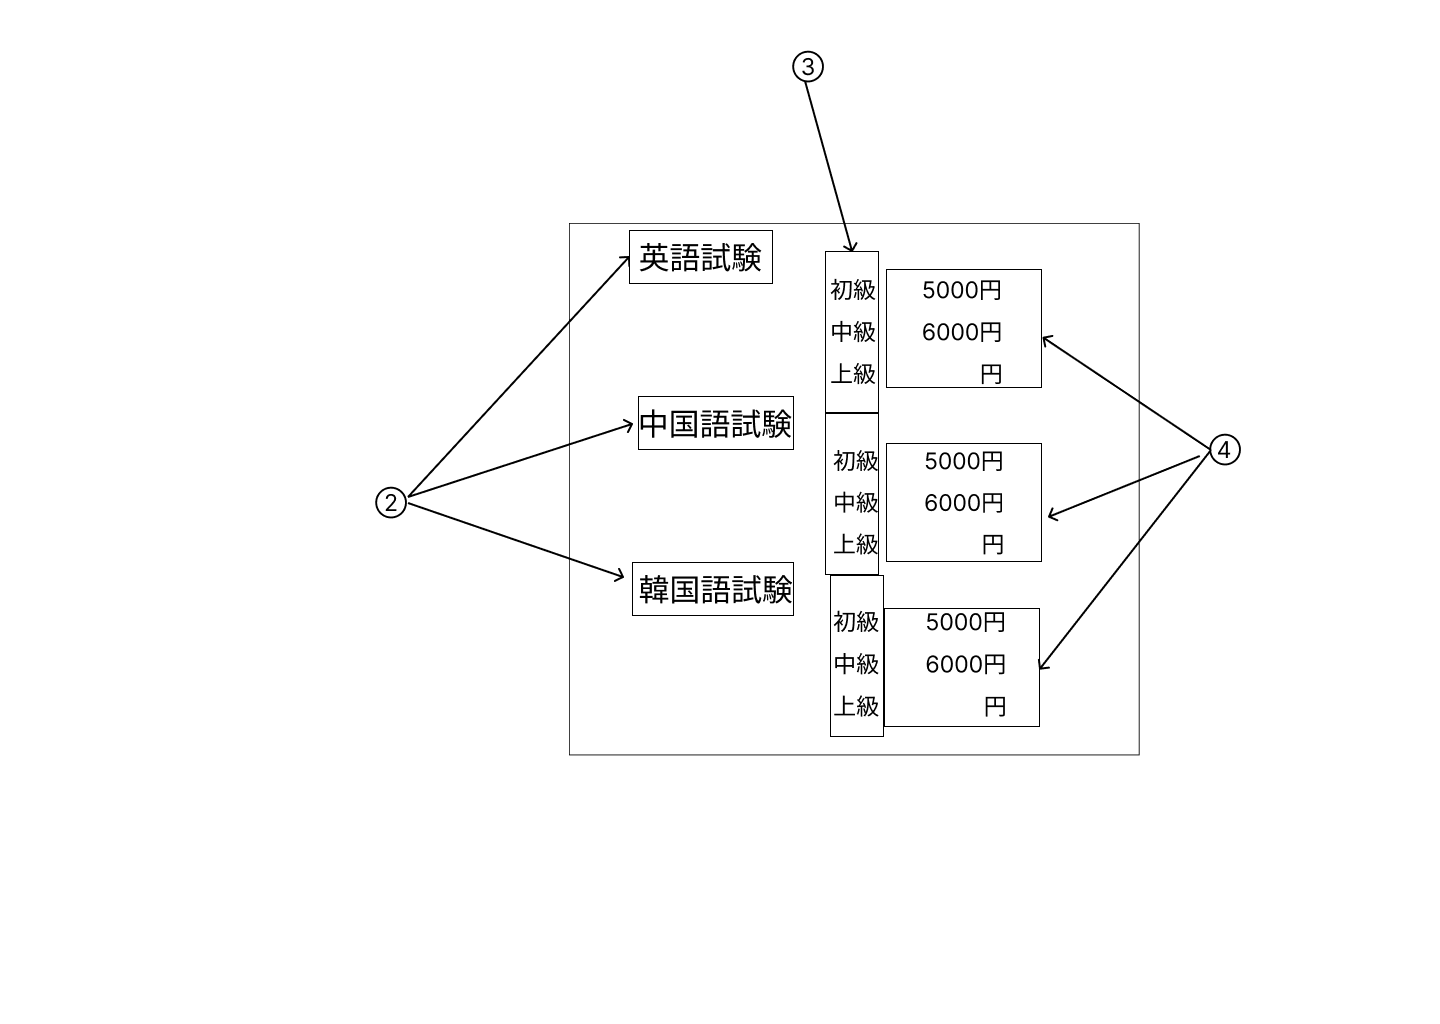 ③
英語試験
初級 5000円
中級 6000円
上級 円
中国語試験
初級 5000円
中級 6000円
上級 円
④
②
韓国語試験
初級 5000円
中級 6000円
上級 円